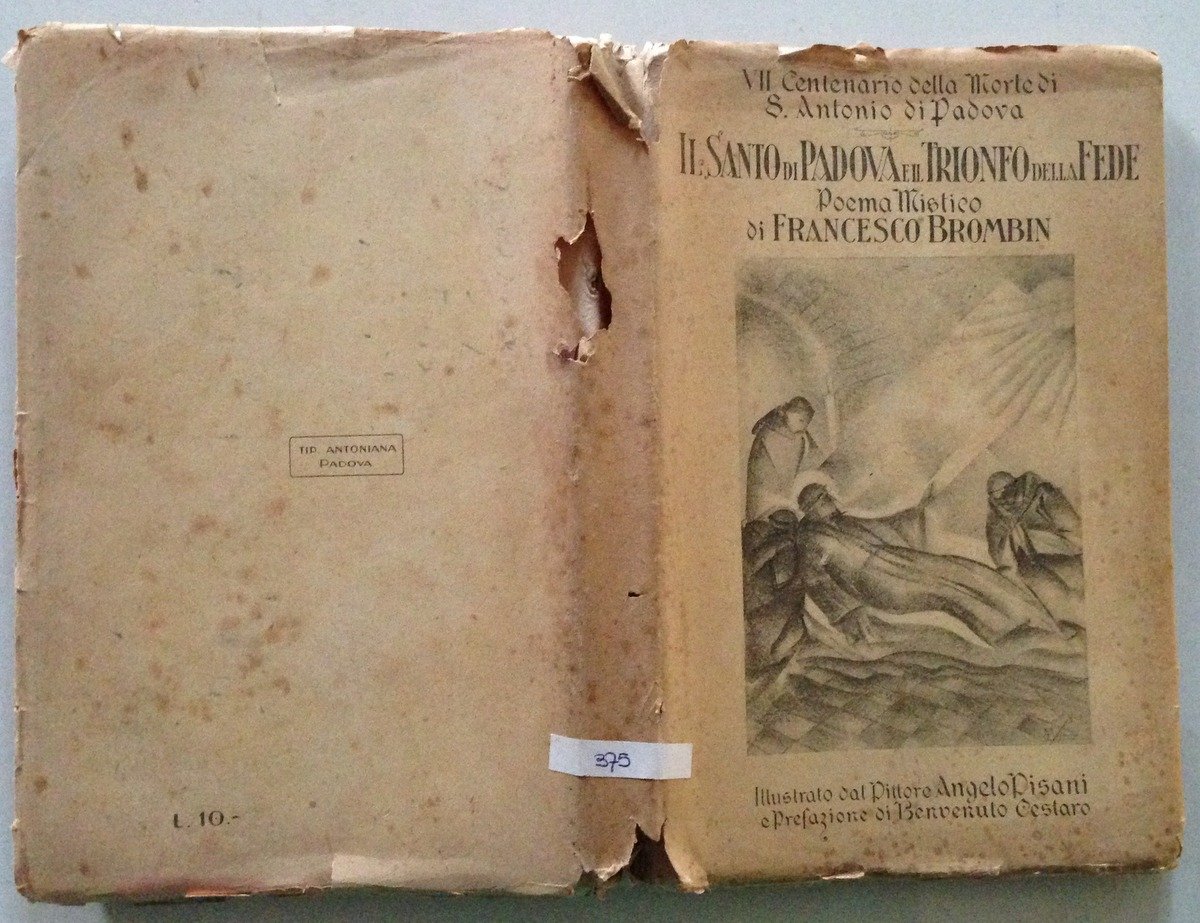 VII Centenario della Morte di
S. Antonio di Padova
IL SANTO DI PADOVA E IL TRIONFO DELLA FEDE
Poema Mistico
di FRANCESCO BROMBIN
Illustrato dal Pittore Angelo Pisani
e Prefazione di Benvenuto Cestaro
375
TIP. ANTONIANA
PADOVA
L. 10.-